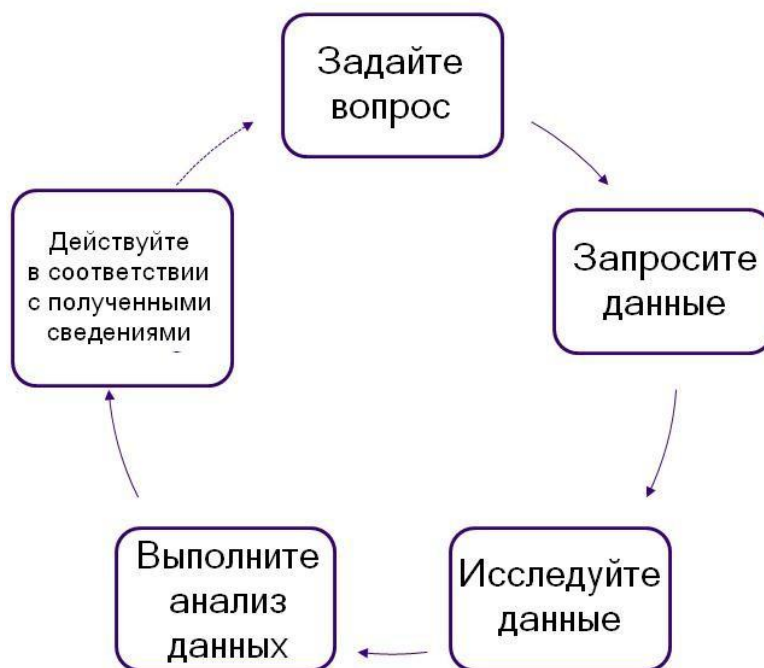 Задайте
вопрос
Запросите
данные
Исследуйте
данные
Выполните
анализ
данных
Действуйте
в соответствии
с полученными
сведениями